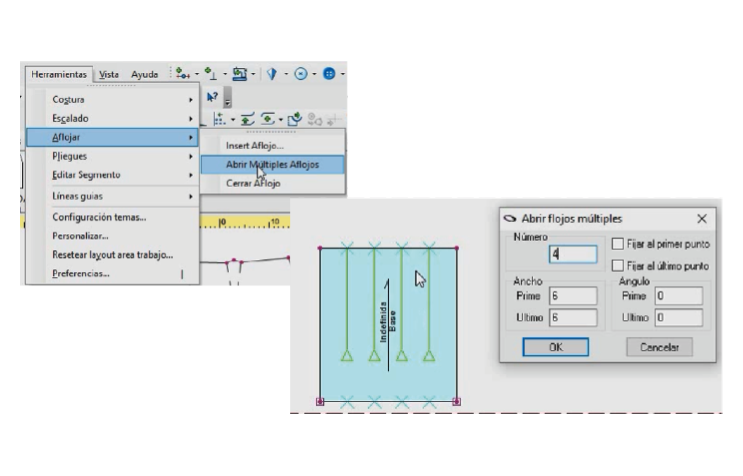 Herramientas Vista Ayuda
Costura
Escalado
Aflojar
Pliegues
Editar Segmento
Líneas guias
Configuración temas...
Personalizar...
Resetear layout area trabajo...
Preferencias...
Insert Aflojo...
Abrir Múltiples Aflojos
Cerrar Aflojo
Indefinida
Base
Abrir flojos múltiples
Número
4
Fijar al primer punto
Fijar al último punto
Ancho
Prime 6
Ultimo 6
Angulo
Prime 0
Ultimo 0
OK
Cancelar